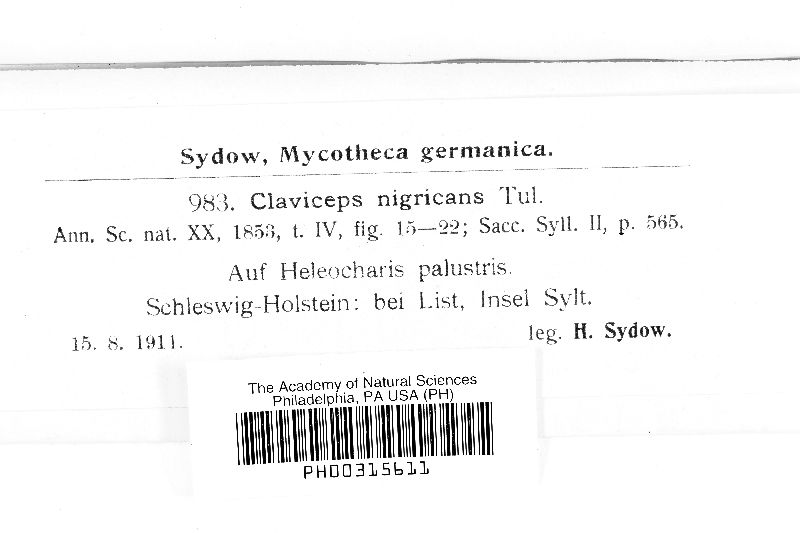 Sydow, Mycotheca germanica.
983. Claviceps nigricans Tul.
Ann. Sc. nat. XX, 1853, t. IV, fig. 15—22; Sacc. Syll. II, p. 565.
Auf Heleocharis palustris.
Schleswig-Holstein: bei List, Insel Sylt.
15. 8. 1911. leg. H. Sydow.
The Academy of Natural Sciences
Philadelphia, PA USA (PH)
PH00315611